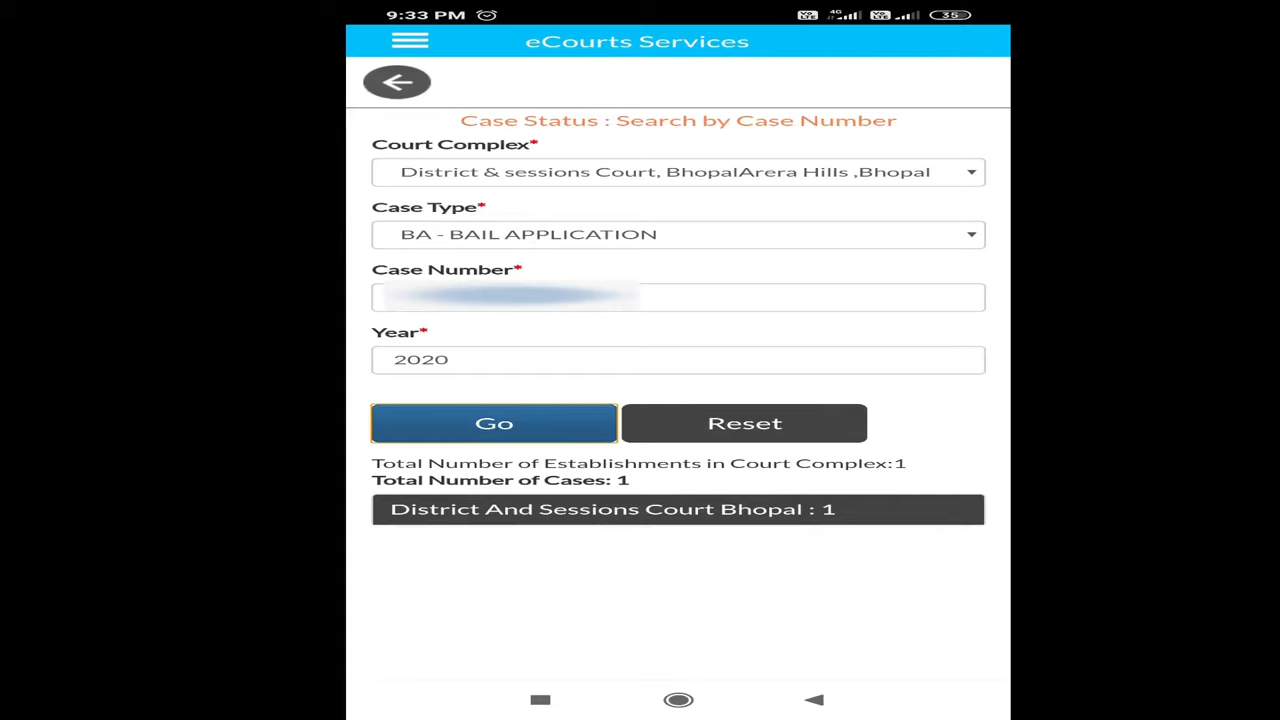 9:33 PM
35
eCourts Services
Case Status : Search by Case Number
Court Complex*
District & sessions Court, BhopalArera Hills ,Bhopal
Case Type*
BA - BAIL APPLICATION
Case Number*
Year*
2020
Go Reset
Total Number of Establishments in Court Complex:1
Total Number of Cases: 1
District And Sessions Court Bhopal : 1